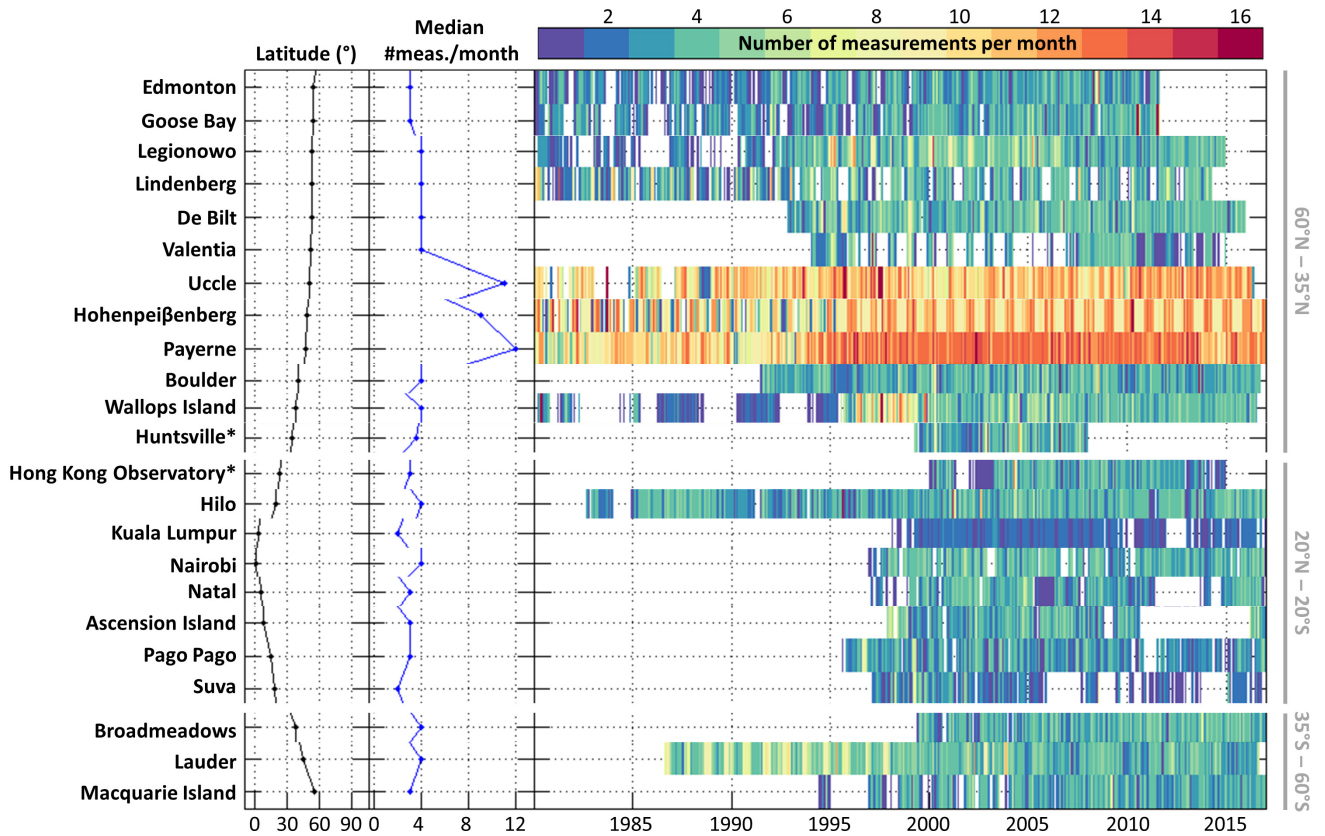 2 4 6 8 10 12 14 16
Number of measurements per month
Median
#meas./month
Latitude (°)
Edmonton
Goose Bay
Legionowo
Lindenberg
De Bilt
Valentia
Uccle
Hohenpeiβenberg
Payerne
Boulder
Wallops Island
Huntsville*
60°N – 35°N
Hong Kong Observatory*
Hilo
Kuala Lumpur
Nairobi
Natal
Ascension Island
Pago Pago
Suva
20°N – 20°S
Broadmeadows
Lauder
Macquarie Island
35°S – 60°S
0 30 60 90 0 4 8 12 1985 1990 1995 2000 2005 2010 2015